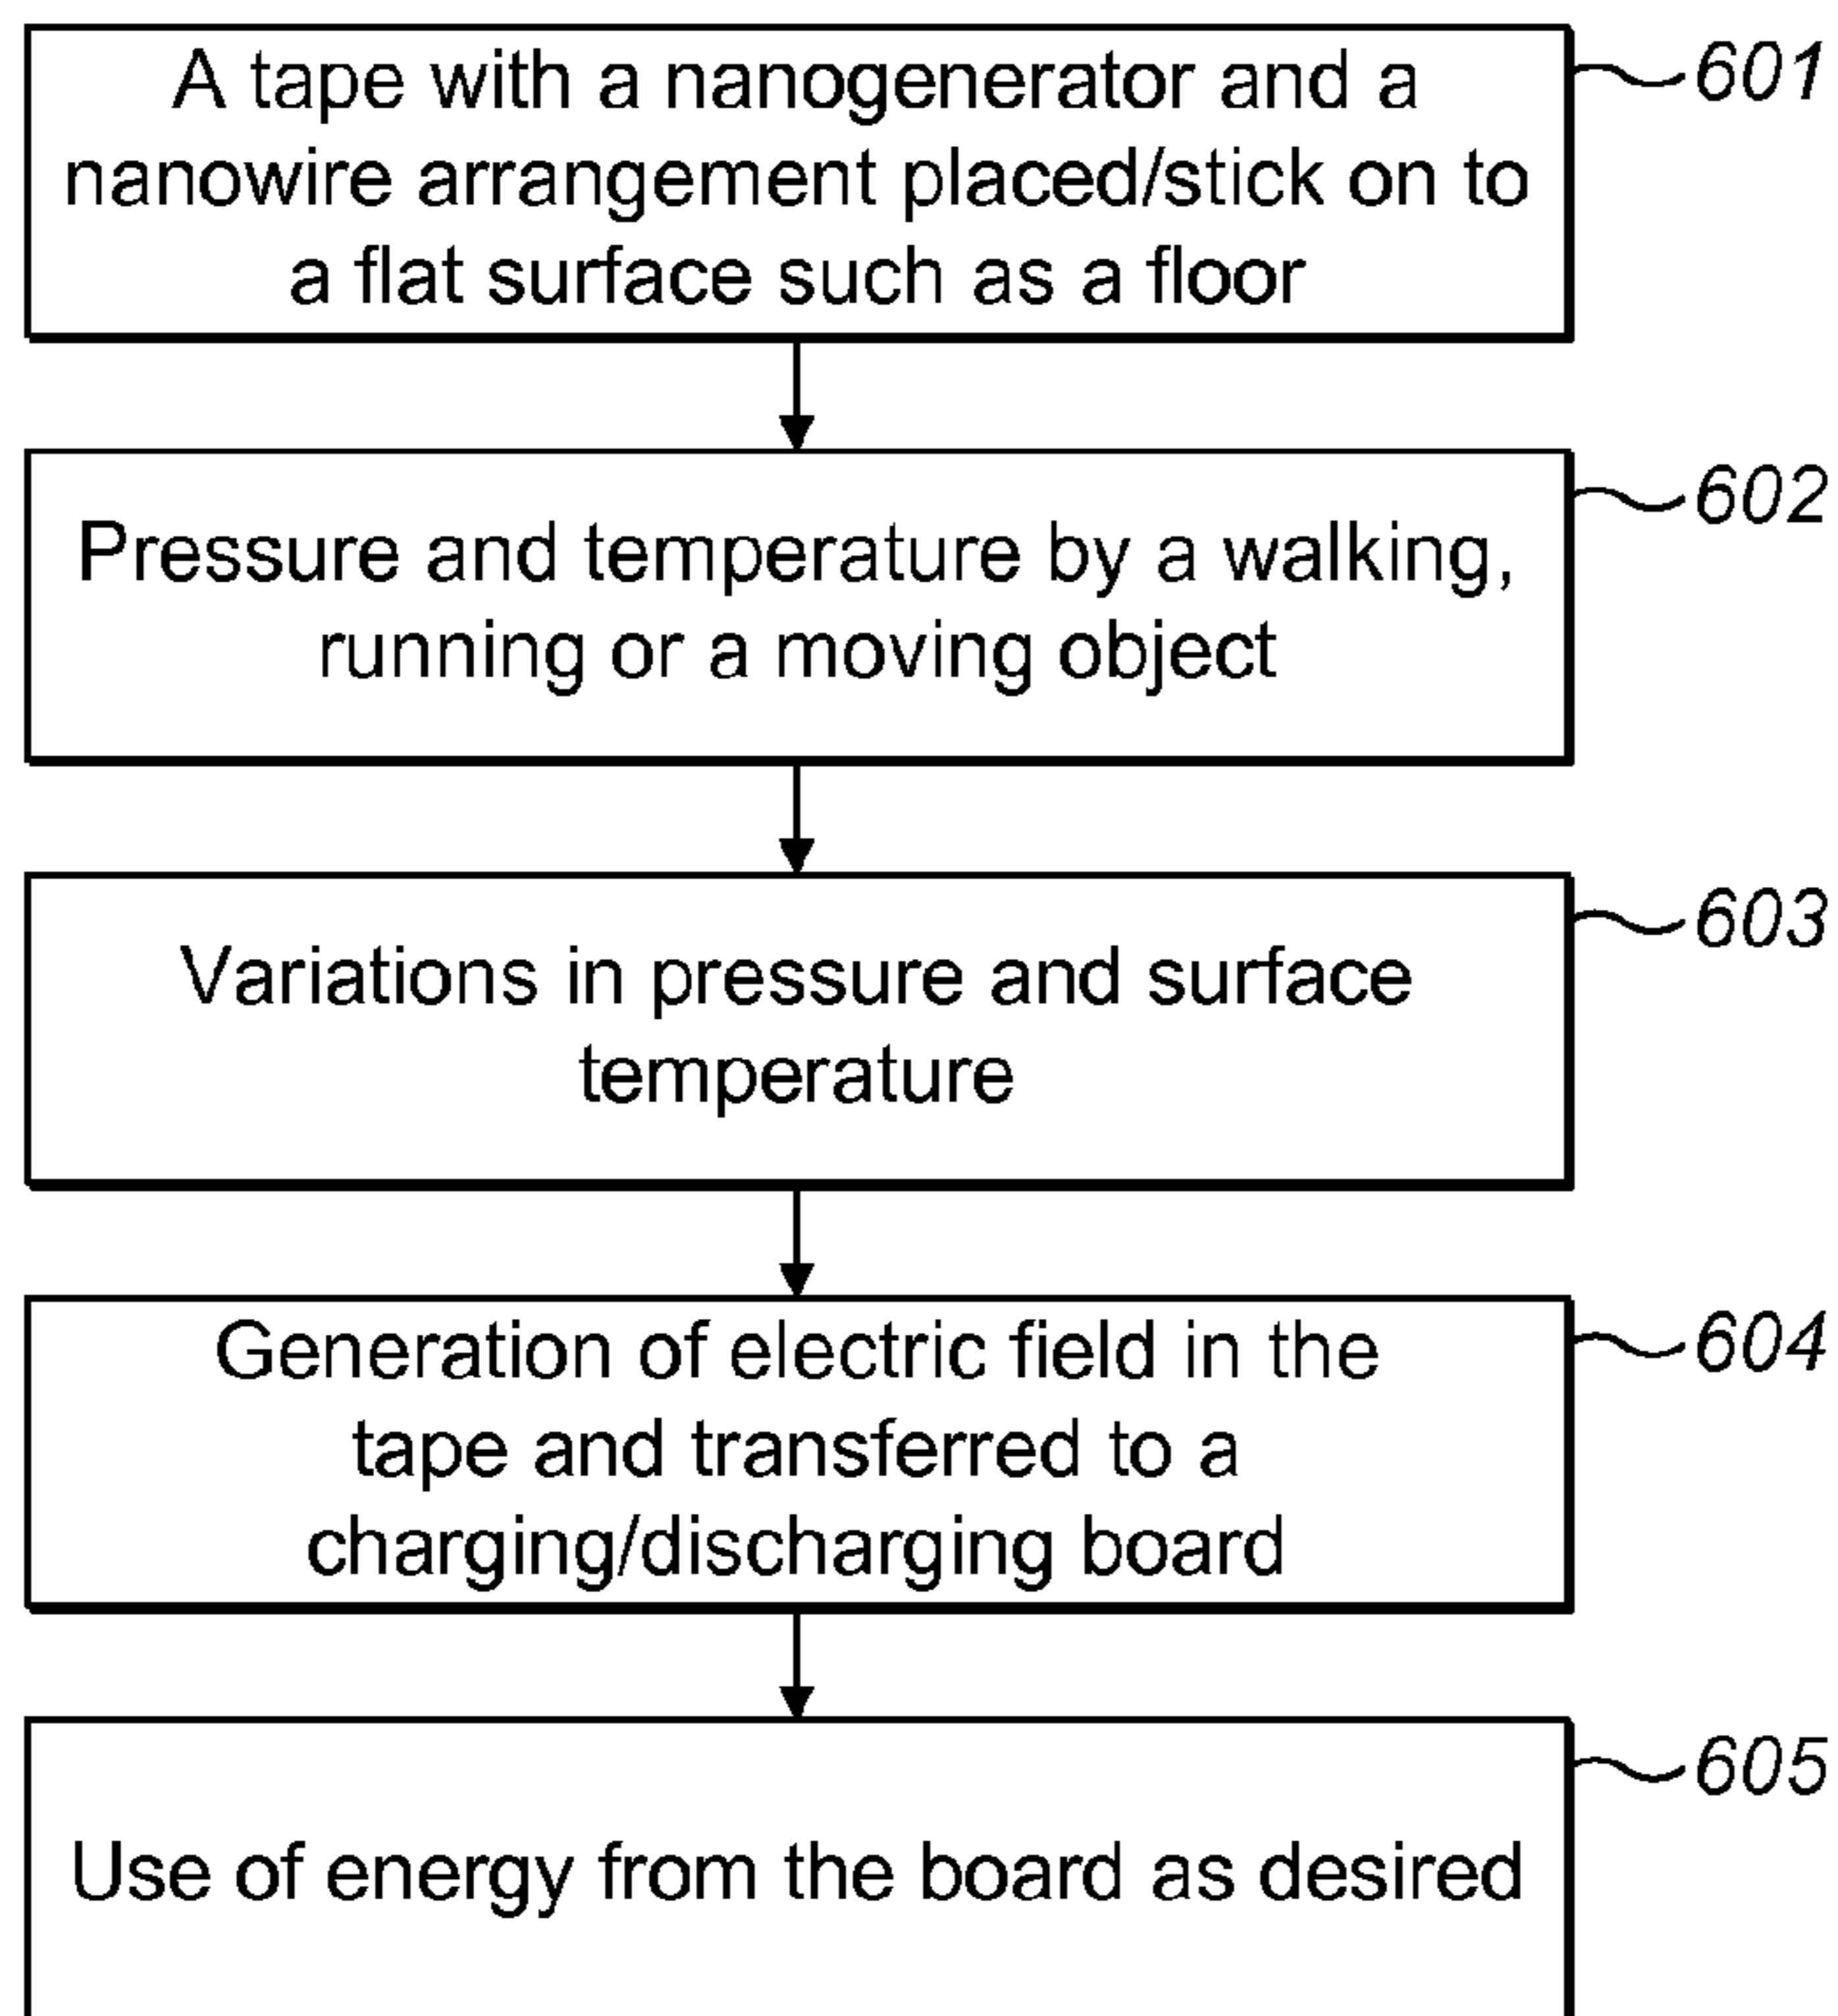 A tape with a nanogenerator and a
nanowire arrangement placed/stick on to
a flat surface such as a floor
601
Pressure and temperature by a walking,
running or a moving object
602
Variations in pressure and surface
temperature
603
Generation of electric field in the
tape and transferred to a
charging/discharging board
604
Use of energy from the board as desired
605